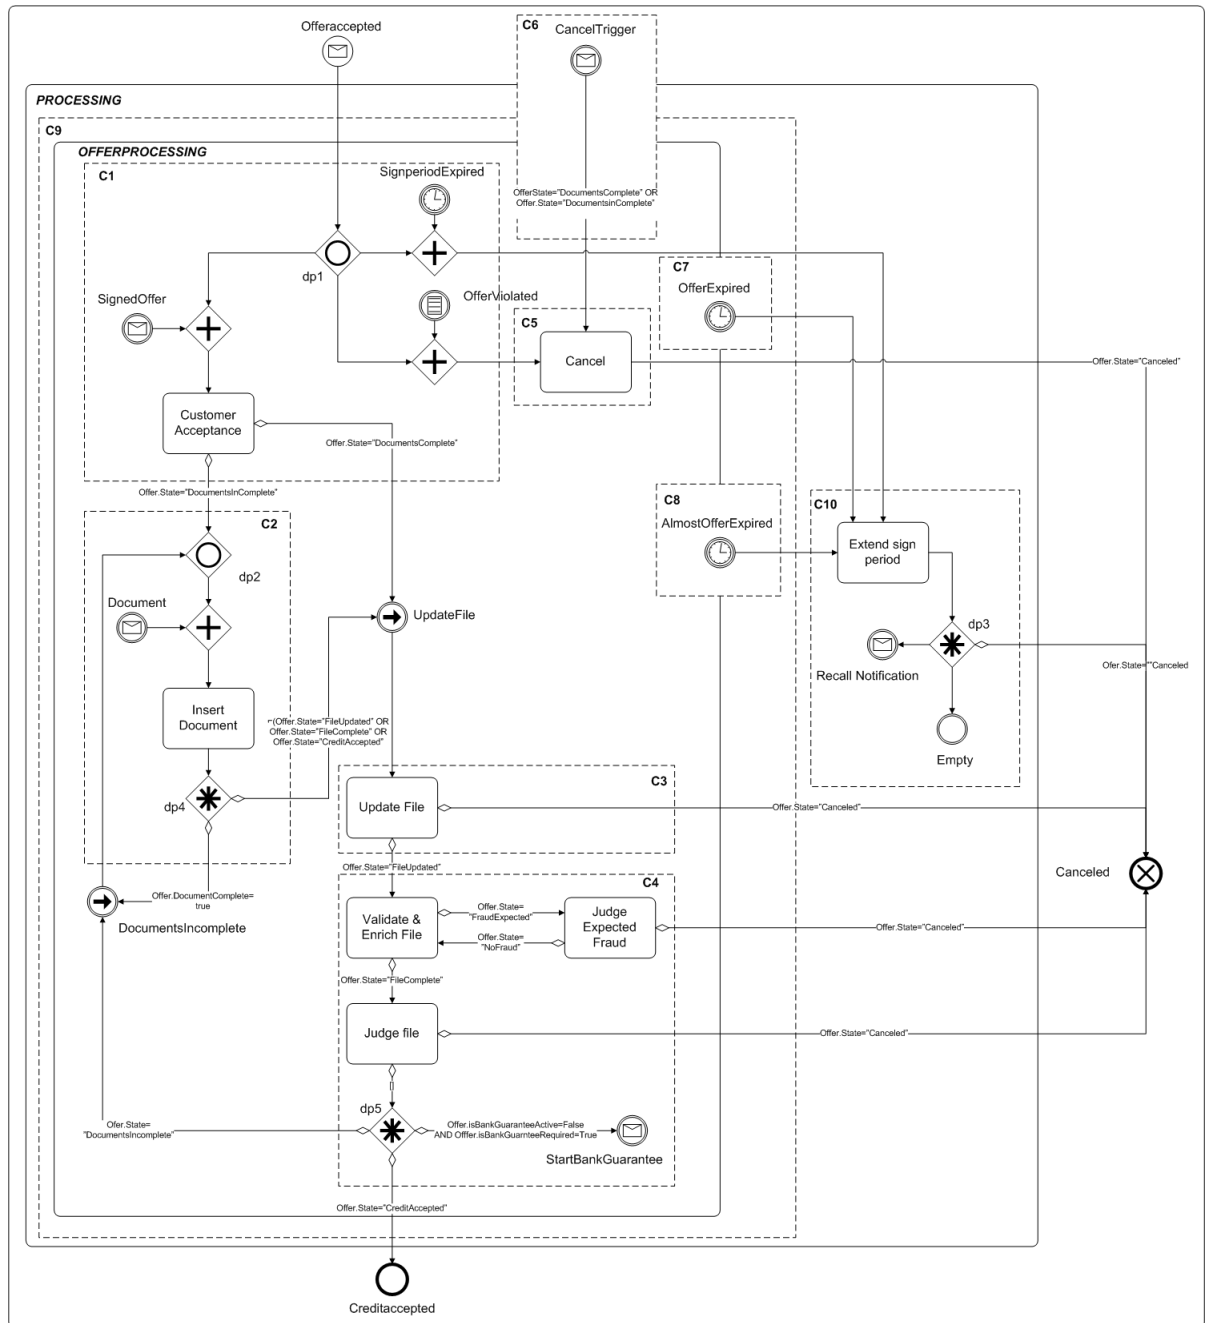 Offeraccepted
C6
CancelTrigger
PROCESSING
C9
OFFERPROCESSING
C1
SignperiodExpired
OfferState="DocumentsComplete" OR
Offer.State="DocumentsinComplete"
dp1
C7
OfferExpired
SignedOffer
OfferViolated
C5
Cancel
Offer.State="Canceled"
Customer
Acceptance
Offer.State="DocumentsComplete"
Offer.State="DocumentsInComplete"
C2
C8
AlmostOfferExpired
C10
Extend sign
period
dp2
Document
UpdateFile
dp3
Recall Notification
Ofer.State=""Canceled
Insert
Document
¬(Offer.State="FileUpdated" OR
Offer.State="FileComplete" OR
Offer.State="CreditAccepted"
Empty
dp4
C3
Update File
Offer.State="Canceled"
Offer.State="FileUpdated"
C4
Canceled
Offer.DocumentComplete=
true
DocumentsIncomplete
Validate &
Enrich File
Offer.State=
"FraudExpected"
Offer.State=
"NoFraud"
Judge
Expected
Fraud
Offer.State="Canceled"
Offer.State="FileComplete"
Judge file
Offer.State="Canceled"
[]
dp5
Ofer.State=
"DocumentsIncomplete"
Offer.isBankGuaranteeActive=False
AND Offfer.isBankGuarnteeRequired=True
StartBankGuarantee
Offer.State="CreditAccepted"
Creditaccepted